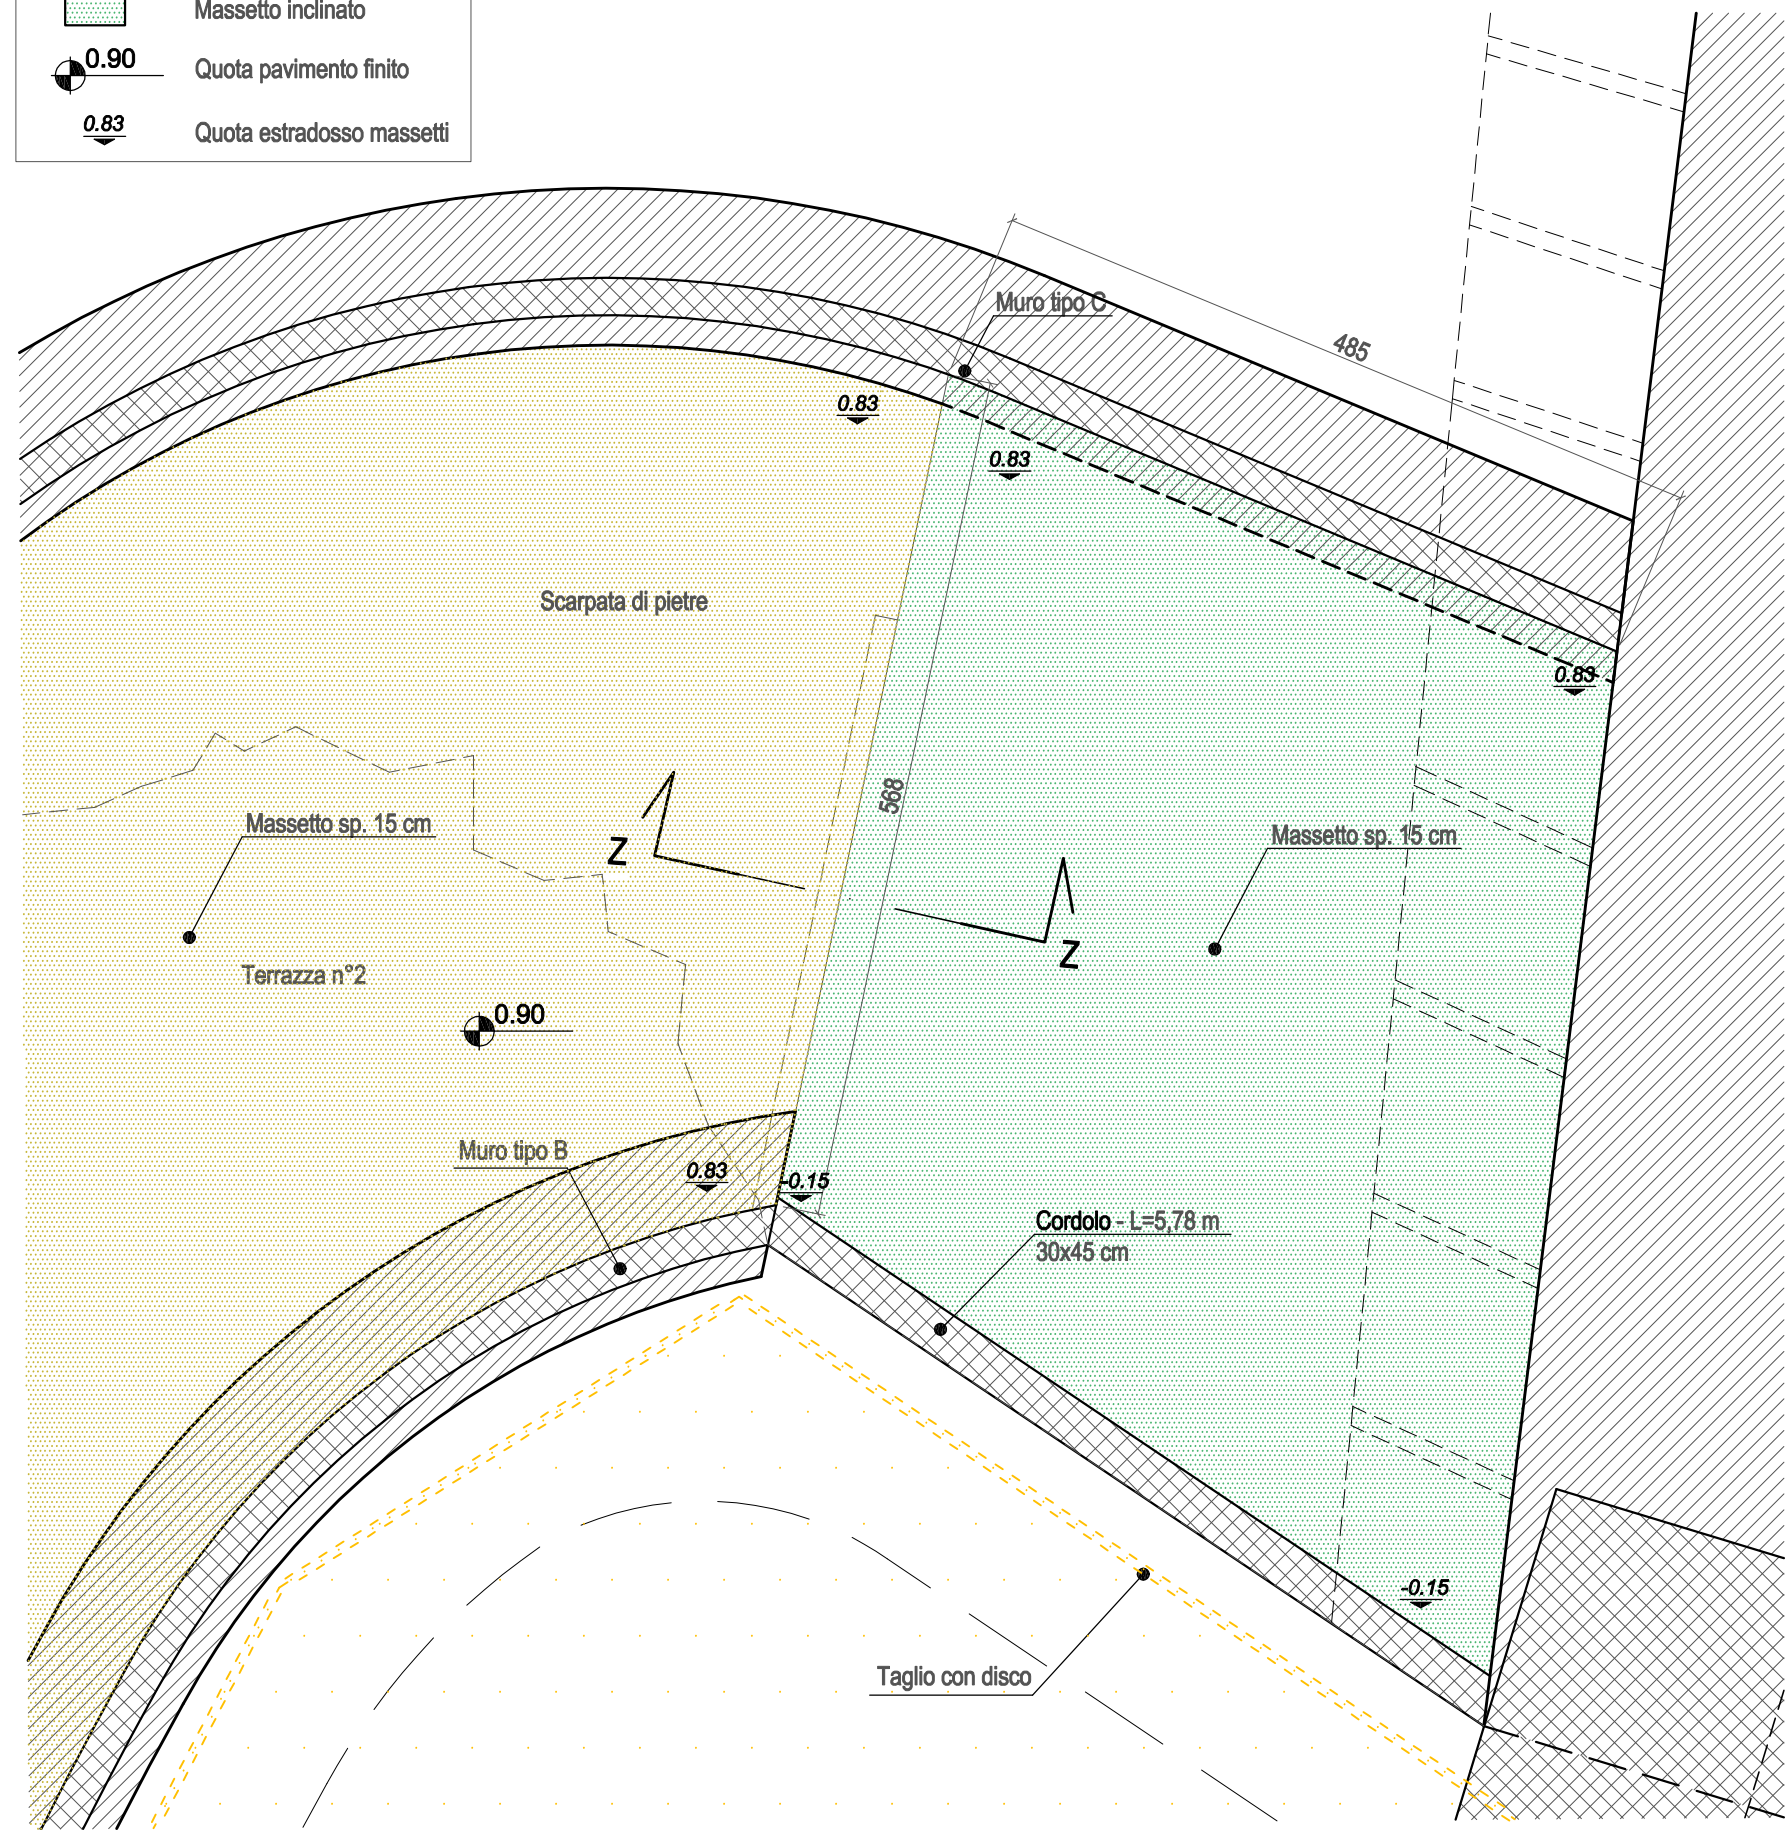 Massetto inclinato
0.90
Quota pavimento finito
0.83
Quota estradosso massetti
Muro tipo C
485
0.83
0.83
Scarpata di pietre
0.83
568
Massetto sp. 15 cm
Z
Massetto sp. 15 cm
Z
Terrazza n°2
0.90
Muro tipo B
0.83
-0.15
Cordolo - L=5,78 m
30x45 cm
-0.15
Taglio con disco